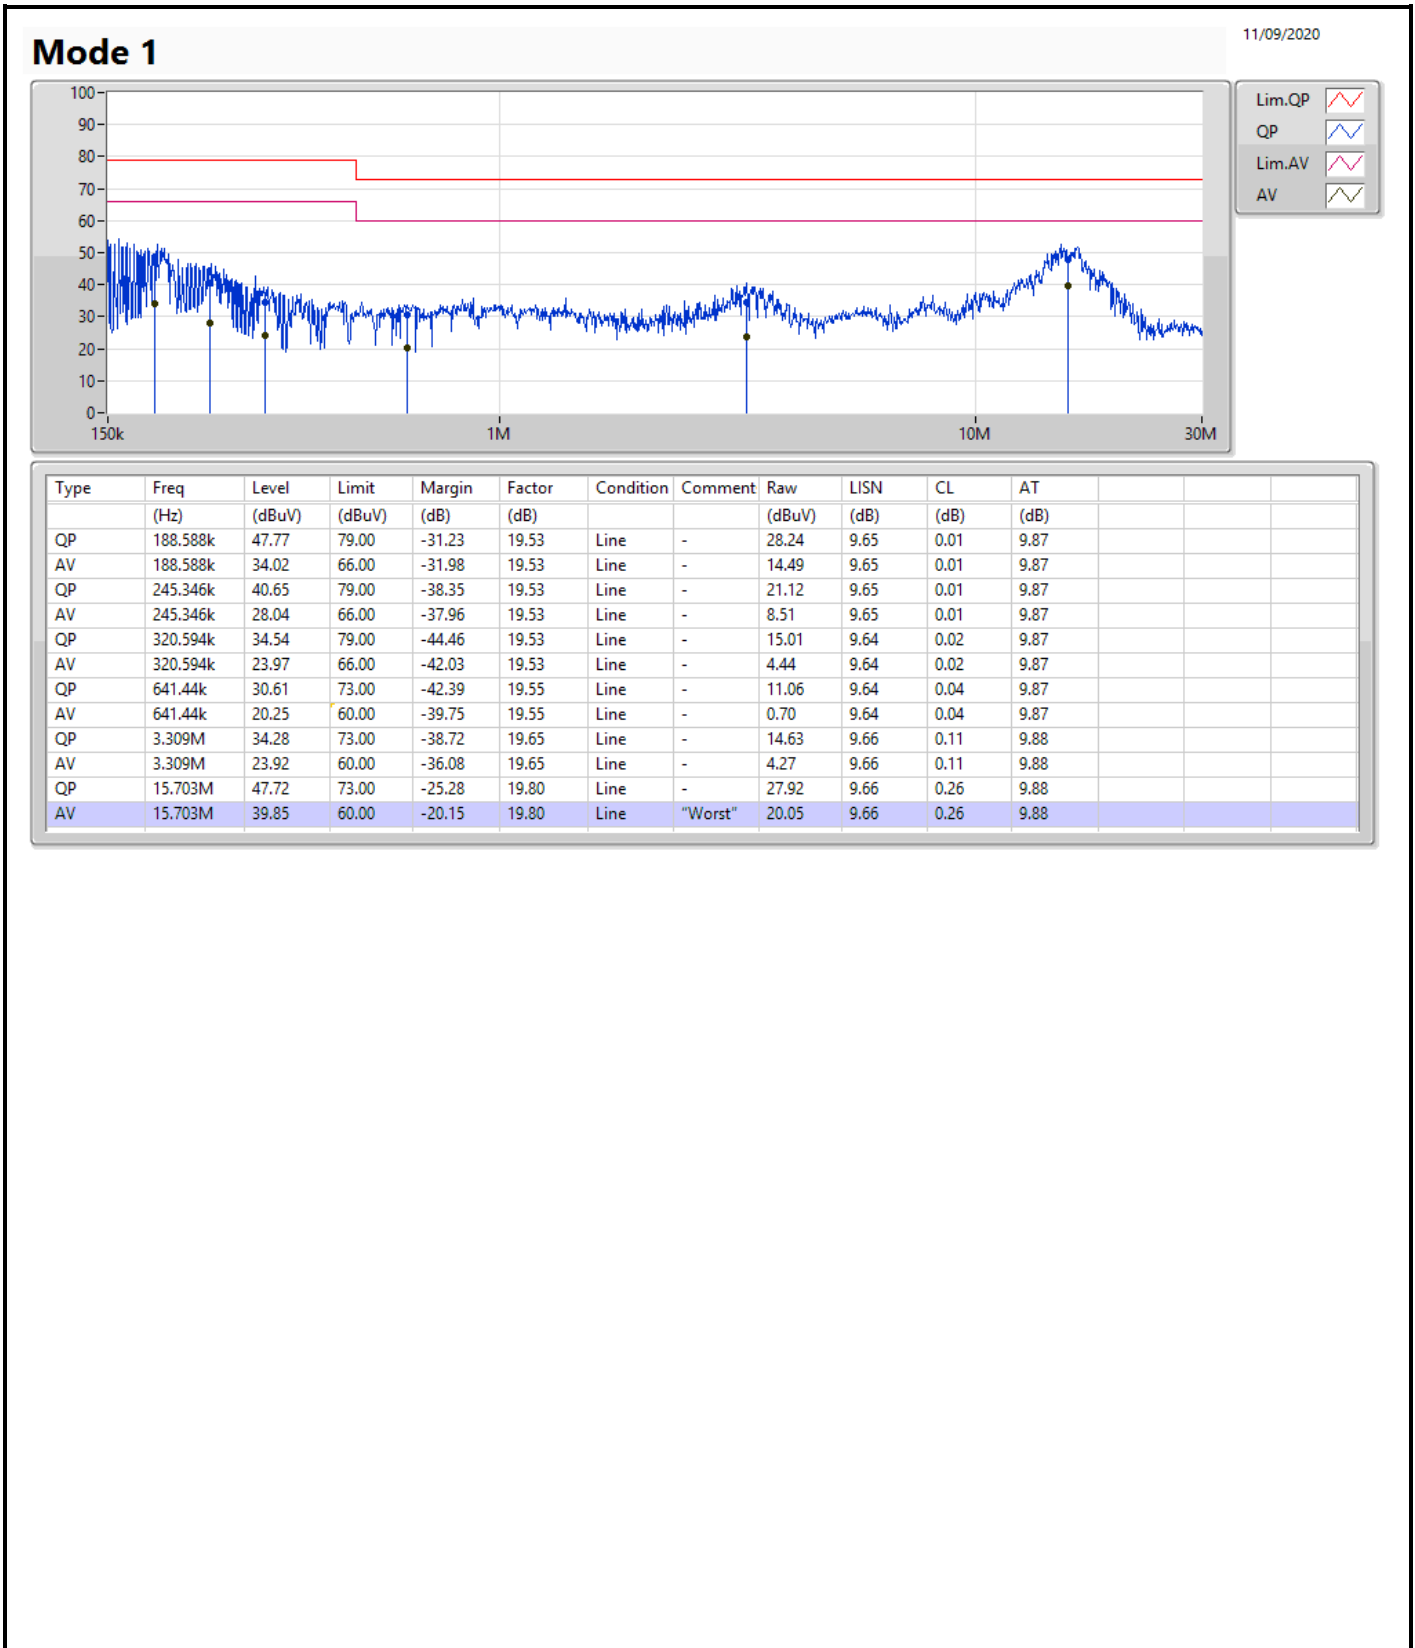 11/09/2020
Mode 1
100
90
80
70
60
50
40
30
20
10
0
150k 1M 10M 30M
Lim.QP
QP
Lim.AV
AV
Type Freq Level Limit Margin Factor Condition Comment Raw LISN CL AT
(Hz) (dBuV) (dBuV) (dB) (dB) (dBuV) (dB) (dB) (dB)
QP 188.588k 47.77 79.00 -31.23 19.53 Line - 28.24 9.65 0.01 9.87
AV 188.588k 34.02 66.00 -31.98 19.53 Line - 14.49 9.65 0.01 9.87
QP 245.346k 40.65 79.00 -38.35 19.53 Line - 21.12 9.65 0.01 9.87
AV 245.346k 28.04 66.00 -37.96 19.53 Line - 8.51 9.65 0.01 9.87
QP 320.594k 34.54 79.00 -44.46 19.53 Line - 15.01 9.64 0.02 9.87
AV 320.594k 23.97 66.00 -42.03 19.53 Line - 4.44 9.64 0.02 9.87
QP 641.44k 30.61 73.00 -42.39 19.55 Line - 11.06 9.64 0.04 9.87
AV 641.44k 20.25 60.00 -39.75 19.55 Line - 0.70 9.64 0.04 9.87
QP 3.309M 34.28 73.00 -38.72 19.65 Line - 14.63 9.66 0.11 9.88
AV 3.309M 23.92 60.00 -36.08 19.65 Line - 4.27 9.66 0.11 9.88
QP 15.703M 47.72 73.00 -25.28 19.80 Line - 27.92 9.66 0.26 9.88
AV 15.703M 39.85 60.00 -20.15 19.80 Line "Worst" 20.05 9.66 0.26 9.88